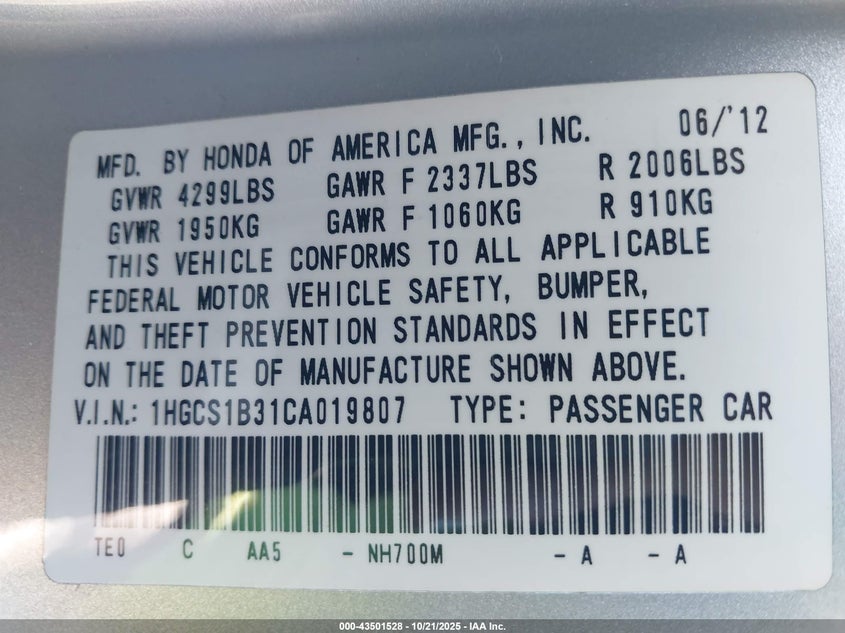 MFD. BY HONDA OF AMERICA MFG., INC. 06/'12
GVWR 4299LBS GAWR F 2337LBS R 2006LBS
GVWR 1950KG GAWR F 1060KG R 910KG
THIS VEHICLE CONFORMS TO ALL APPLICABLE
FEDERAL MOTOR VEHICLE SAFETY, BUMPER,
AND THEFT PREVENTION STANDARDS IN EFFECT
ON THE DATE OF MANUFACTURE SHOWN ABOVE.
V.I.N.: 1HGCS1B31CA019807 TYPE: PASSENGER CAR
TE0 C AA5 - NH700M - A - A
000-43501528 - 10/21/2025 - IAA Inc.